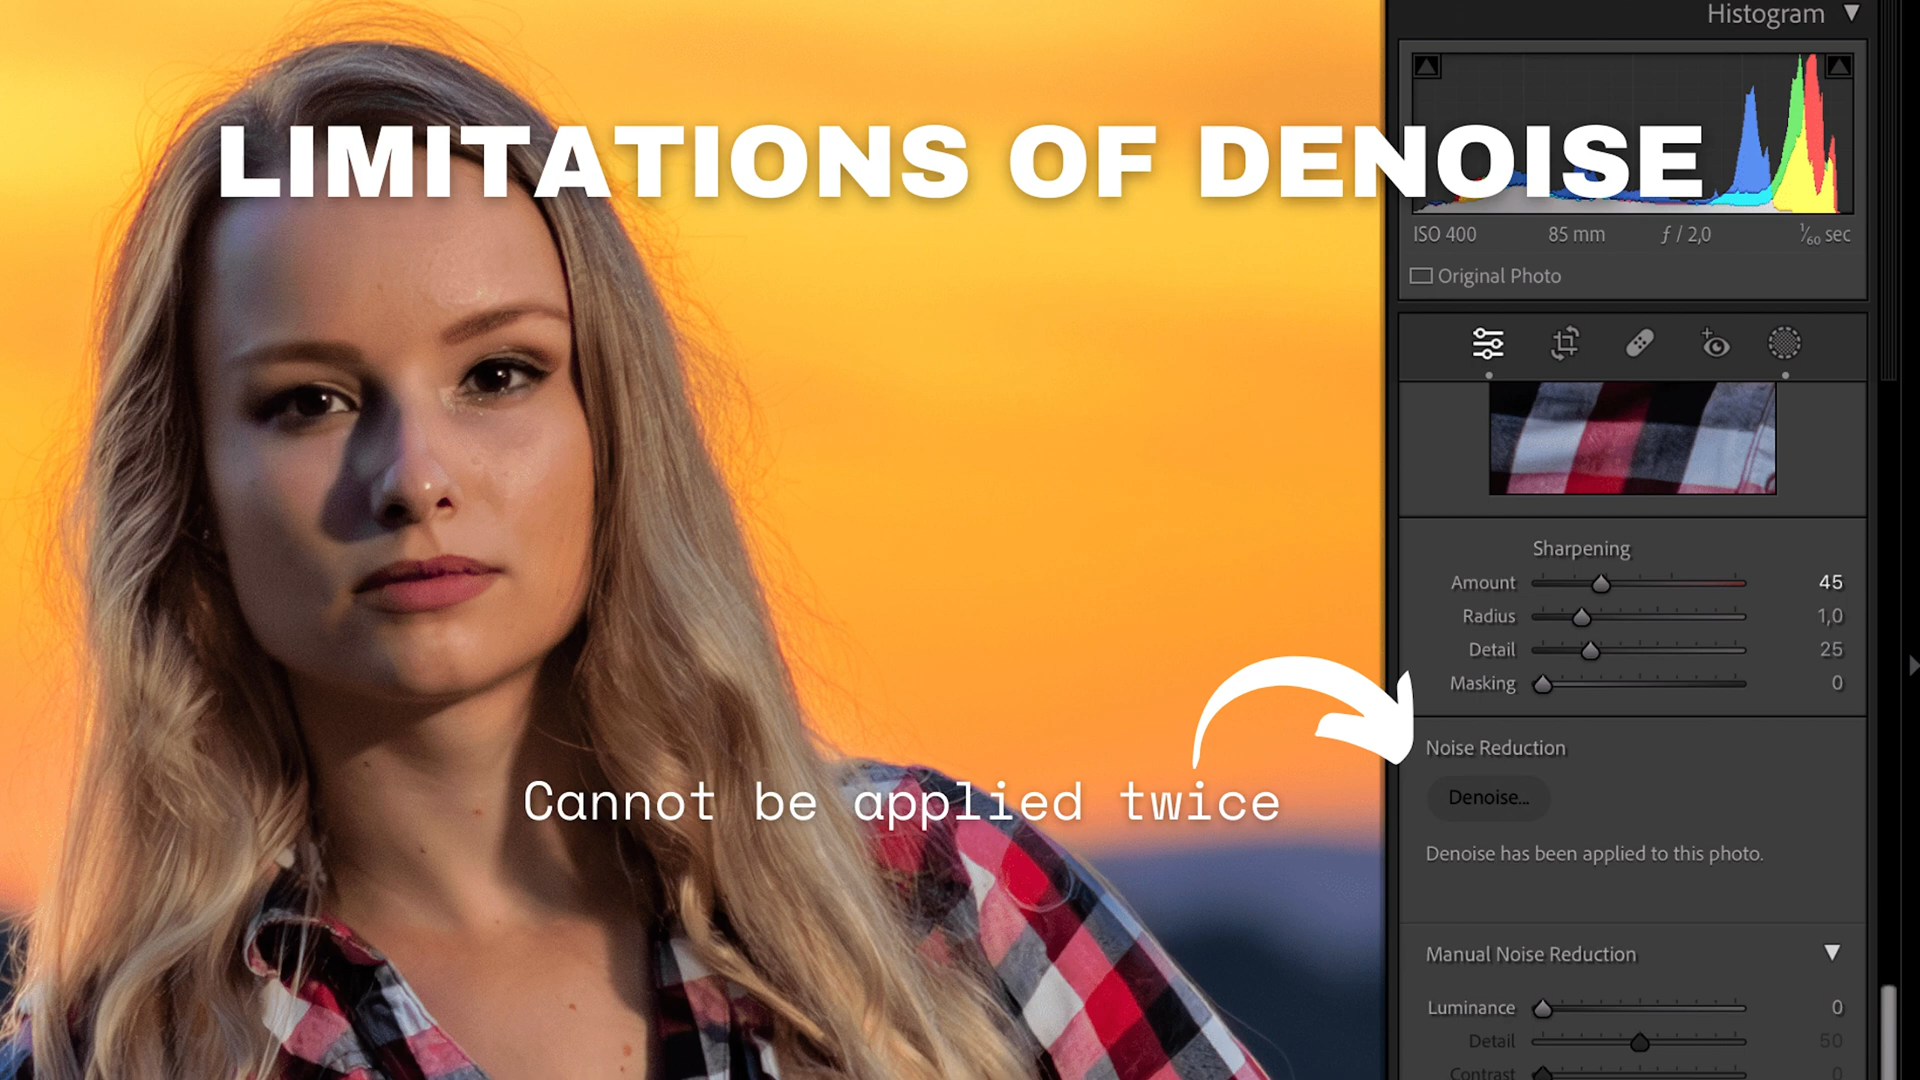 Histogram
LIMITATIONS OF DENOISE
ISO 400 85 mm ƒ / 2,0 1/60 sec
Original Photo
Sharpening
Amount 45
Radius 1,0
Detail 25
Masking 0
Noise Reduction
Denoise...
Cannot be applied twice
Denoise has been applied to this photo.
Manual Noise Reduction
Luminance 0
Detail 50
Contrast 0